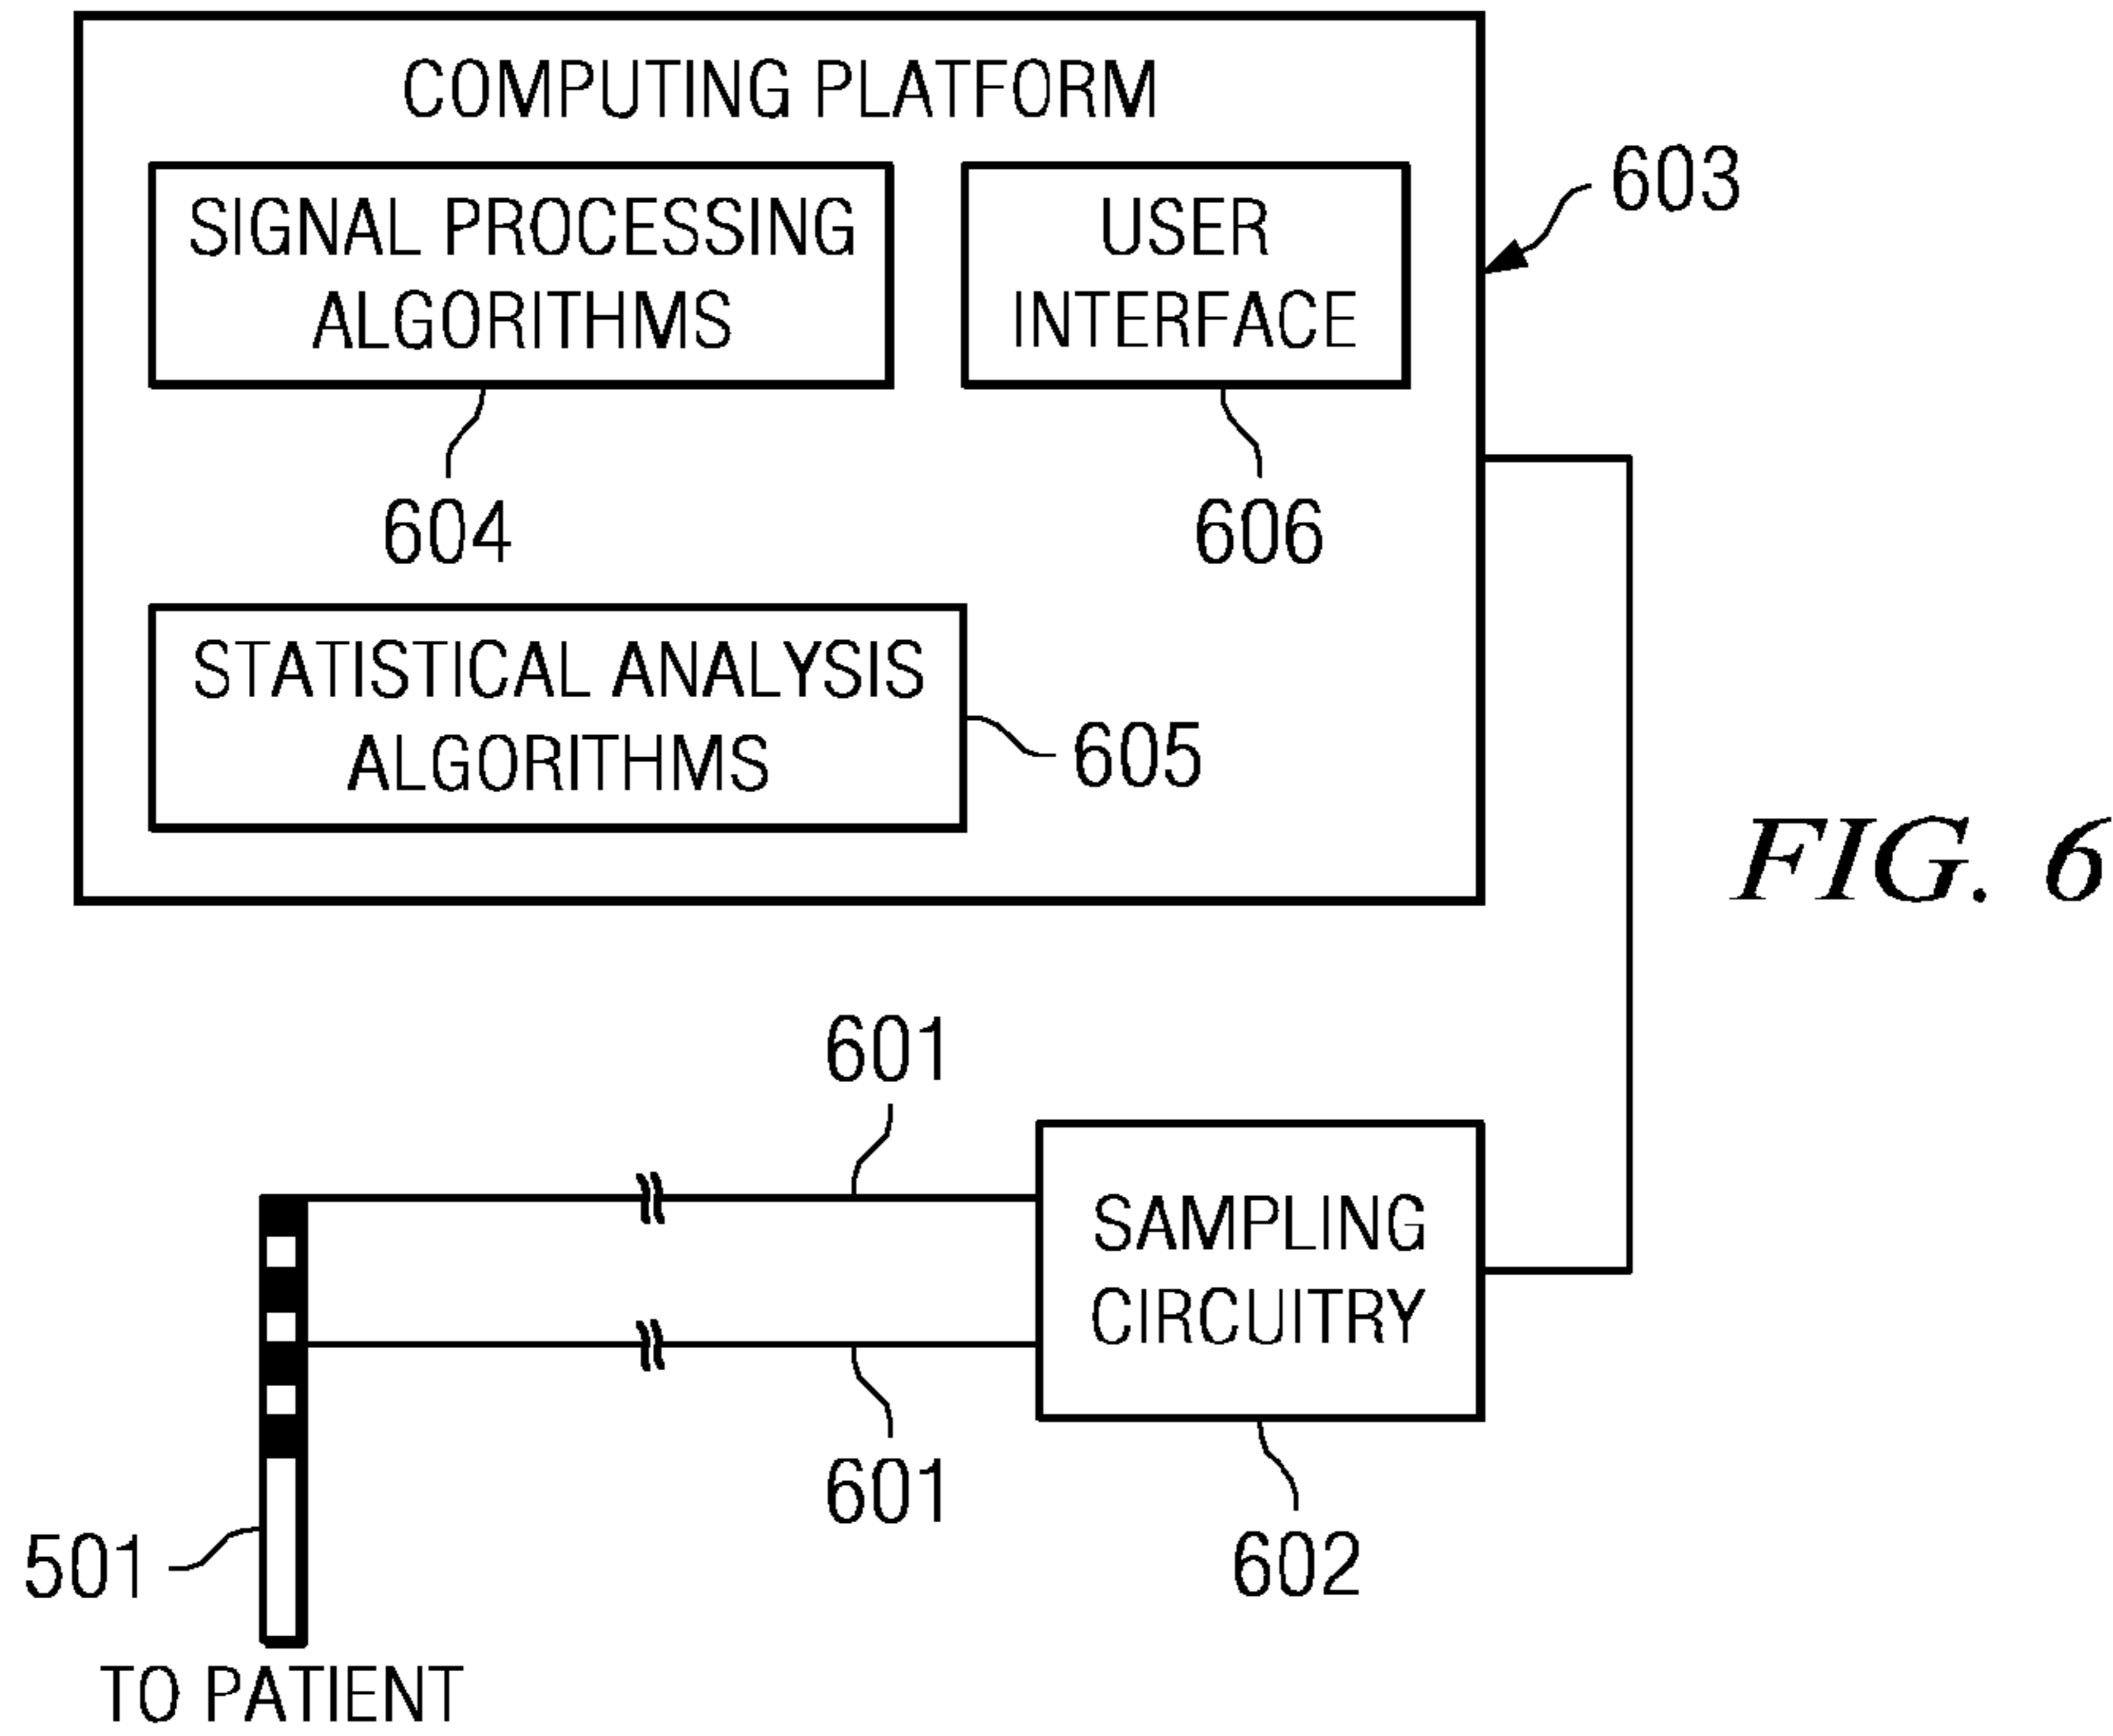 COMPUTING PLATFORM
SIGNAL PROCESSING
ALGORITHMS
USER
INTERFACE
603
604
606
STATISTICAL ANALYSIS
ALGORITHMS
605
FIG. 6
601
SAMPLING
CIRCUITRY
601
602
501
TO PATIENT